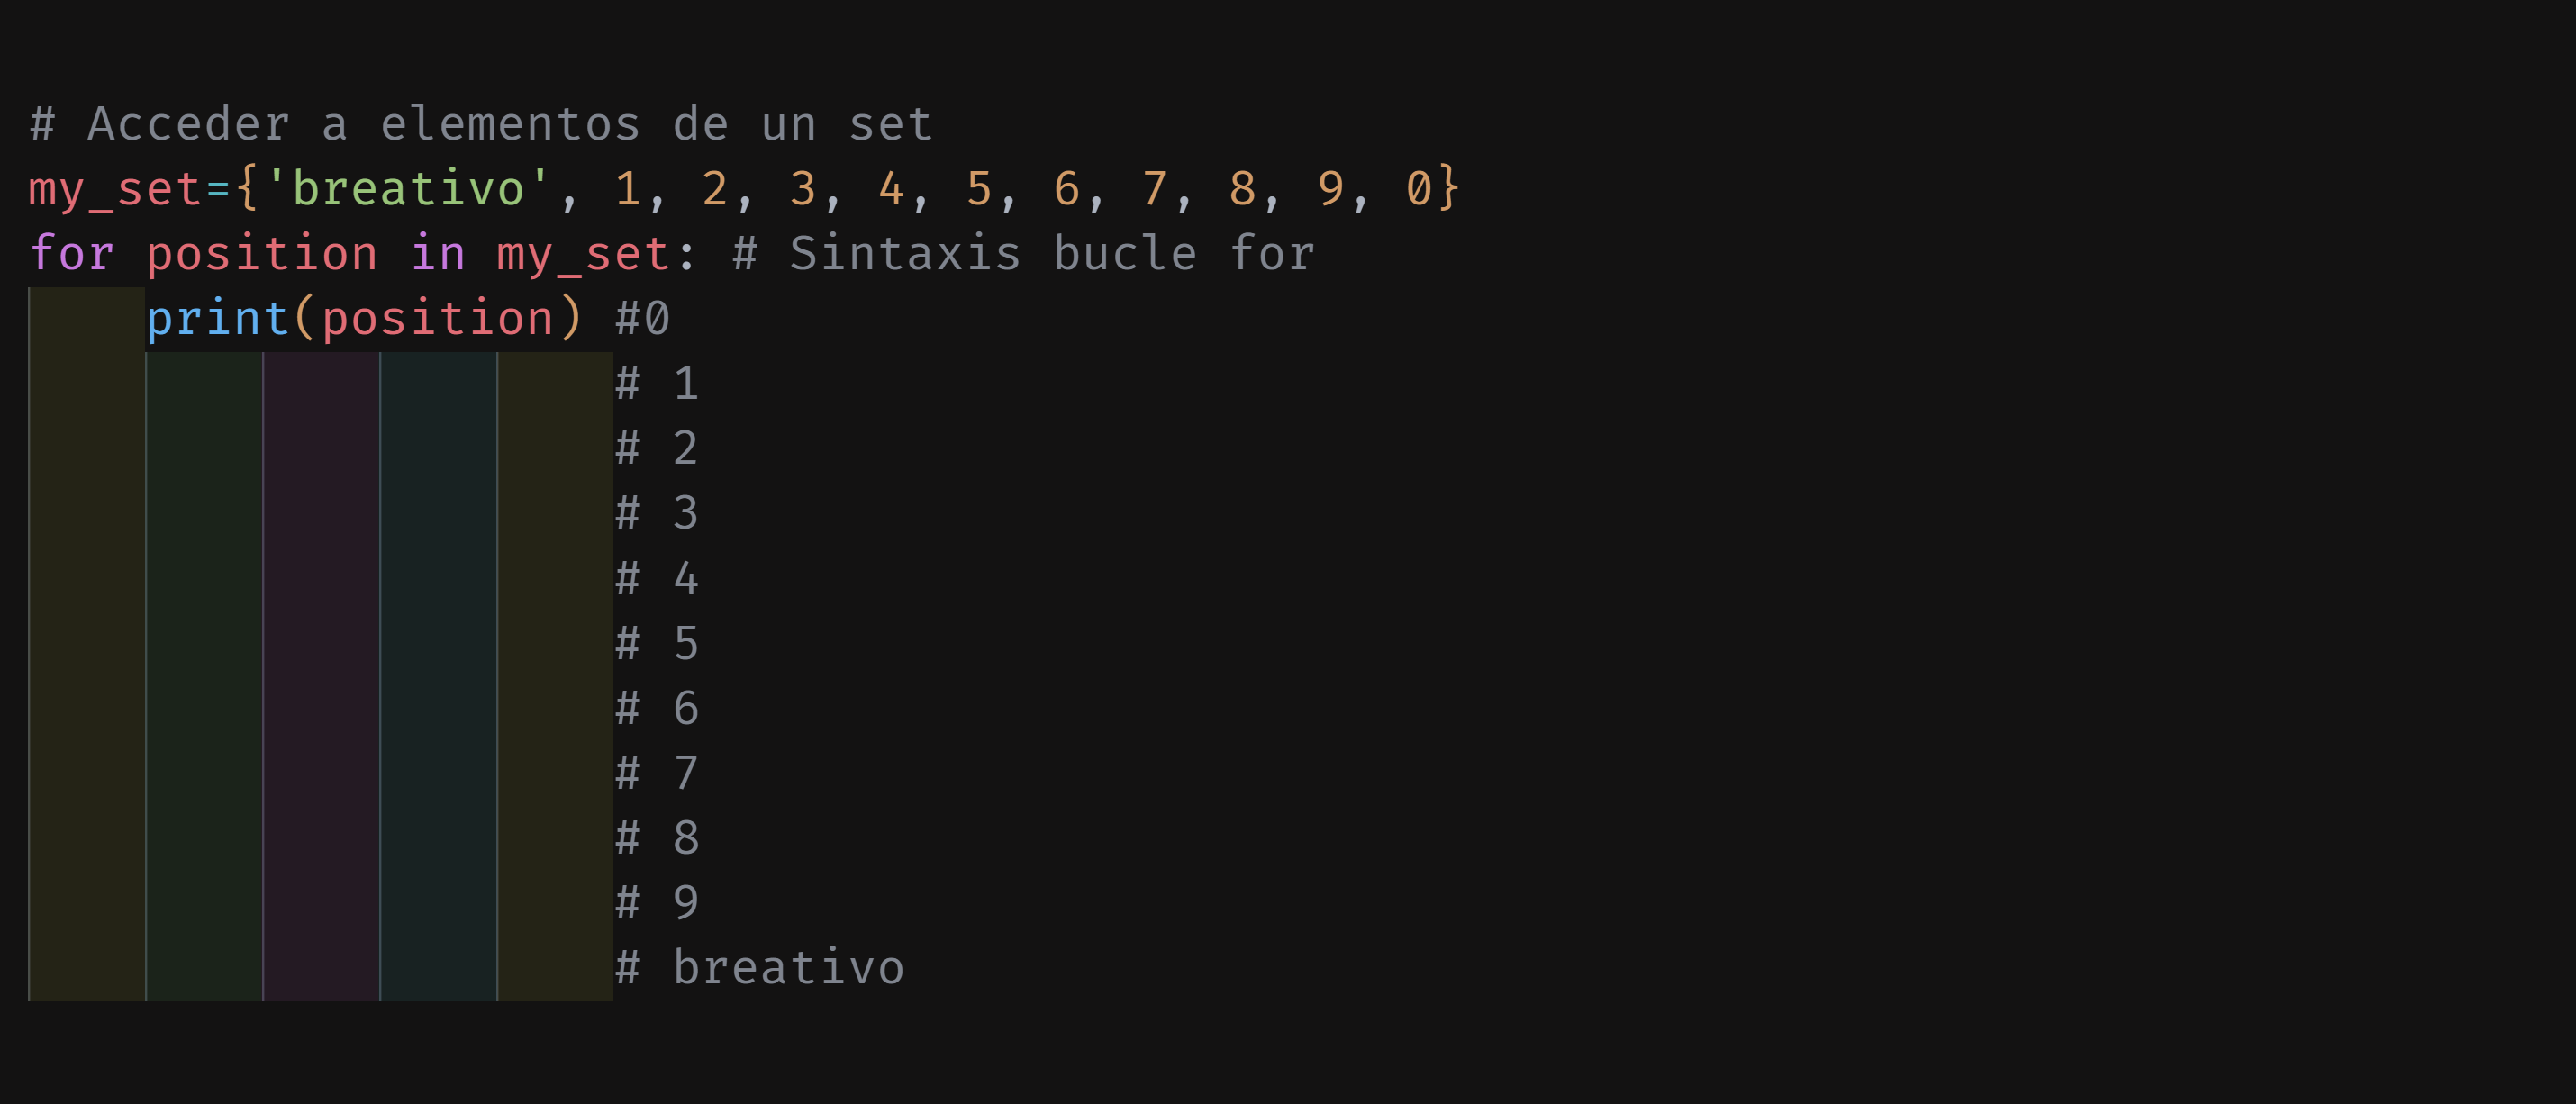 # Acceder a elementos de un set
my_set={'breativo', 1, 2, 3, 4, 5, 6, 7, 8, 9, 0}
for position in my_set: # Sintaxis bucle for
print(position) #0
# 1
# 2
# 3
# 4
# 5
# 6
# 7
# 8
# 9
# breativo